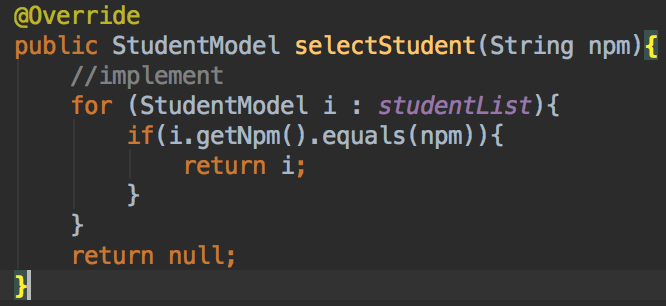 @Override
public StudentModel selectStudent(String npm){
    //implement
    for (StudentModel i : studentList){
        if(i.getNpm().equals(npm)){
            return i;
        }
    }
    return null;
}